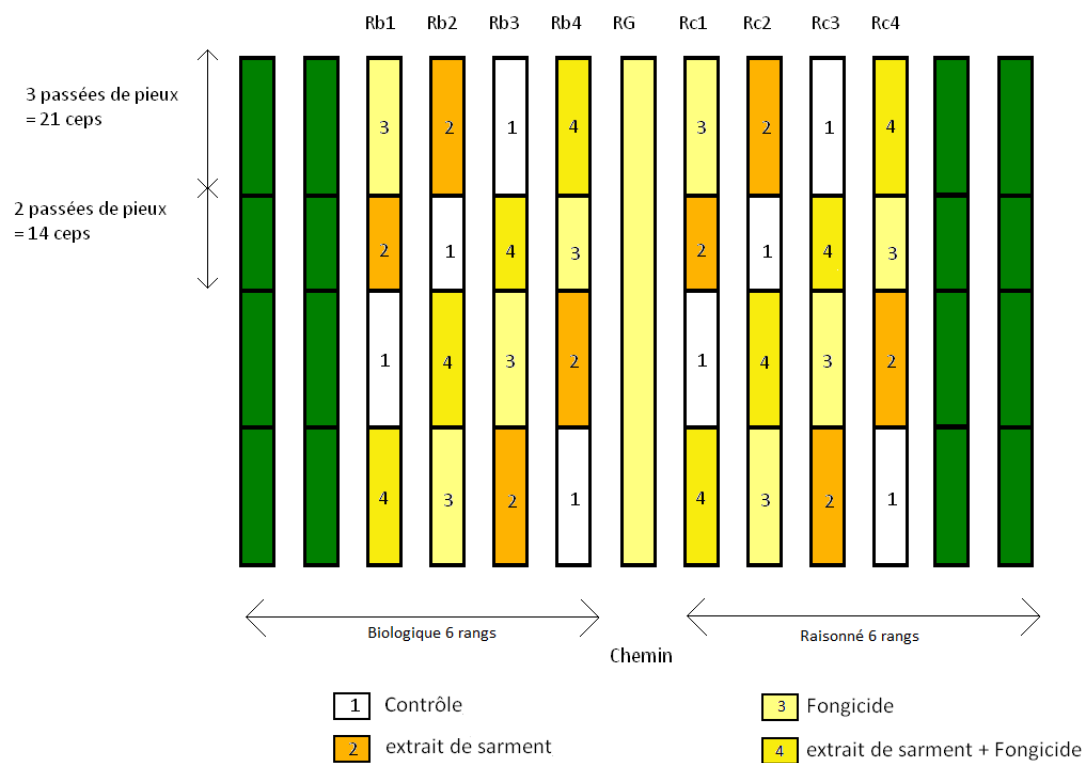 Rb1 Rb2 Rb3 Rb4 RG Rc1 Rc2 Rc3 Rc4
3 passées de pieux
= 21 ceps
3 2 1 4 3 2 1 4
2 passées de pieux
= 14 ceps
2 1 4 3 2 1 4 3
1 4 3 2 1 4 3 2
4 3 2 1 4 3 2 1
Biologique 6 rangs
Raisonné 6 rangs
Chemin
1 Contrôle
3 Fongicide
2 extrait de sarment
4 extrait de sarment + Fongicide